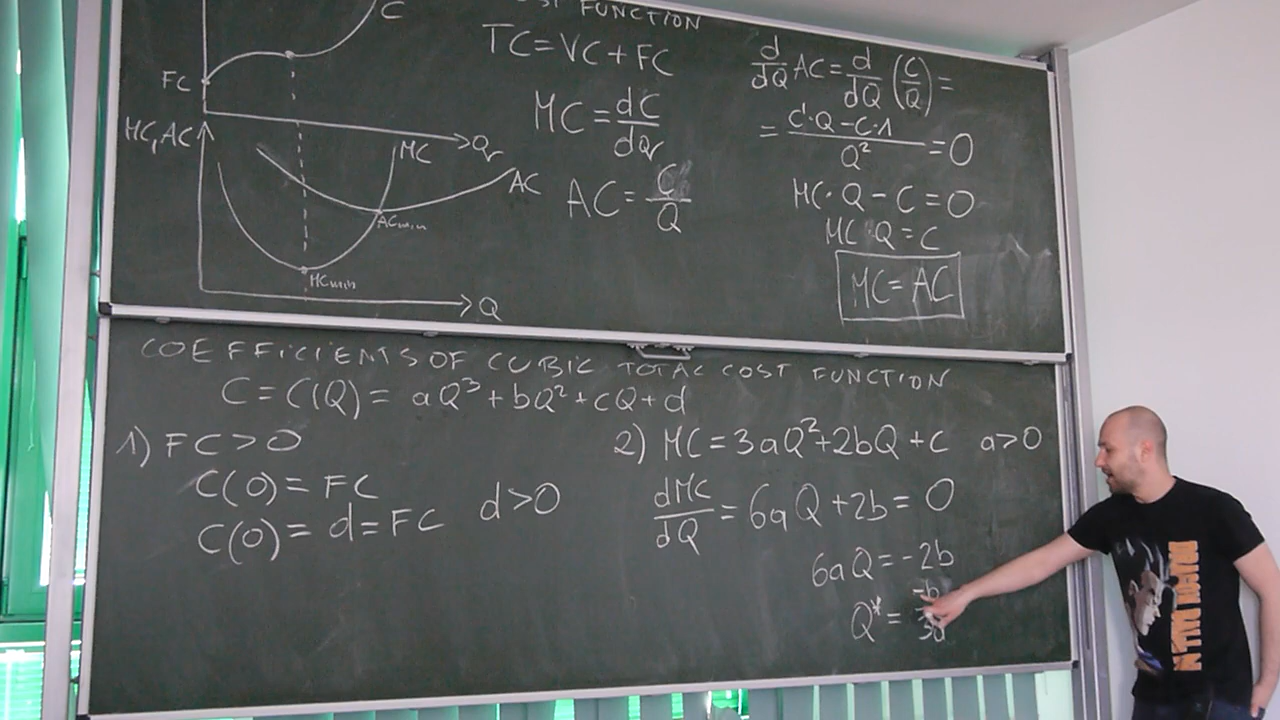 C
FUNCTION
FC
TC = VC + FC
MC = dC/dQ
AC = C/Q
Q
MC, AC
MC
AC
ACmin
MCmin
Q
d/dQ AC = d/dQ (C/Q) =
= (C'·Q - C·1)/Q² = 0
MC·Q - C = 0
MC·Q = C
MC = AC
COEFFICIENTS OF CUBIC TOTAL COST FUNCTION
C = C(Q) = aQ³ + bQ² + cQ + d
1) FC > 0
C(0) = FC
C(0) = d = FC d > 0
2) MC = 3aQ² + 2bQ + c a > 0
dMC/dQ = 6aQ + 2b = 0
6aQ = -2b
Q* = -b/3a